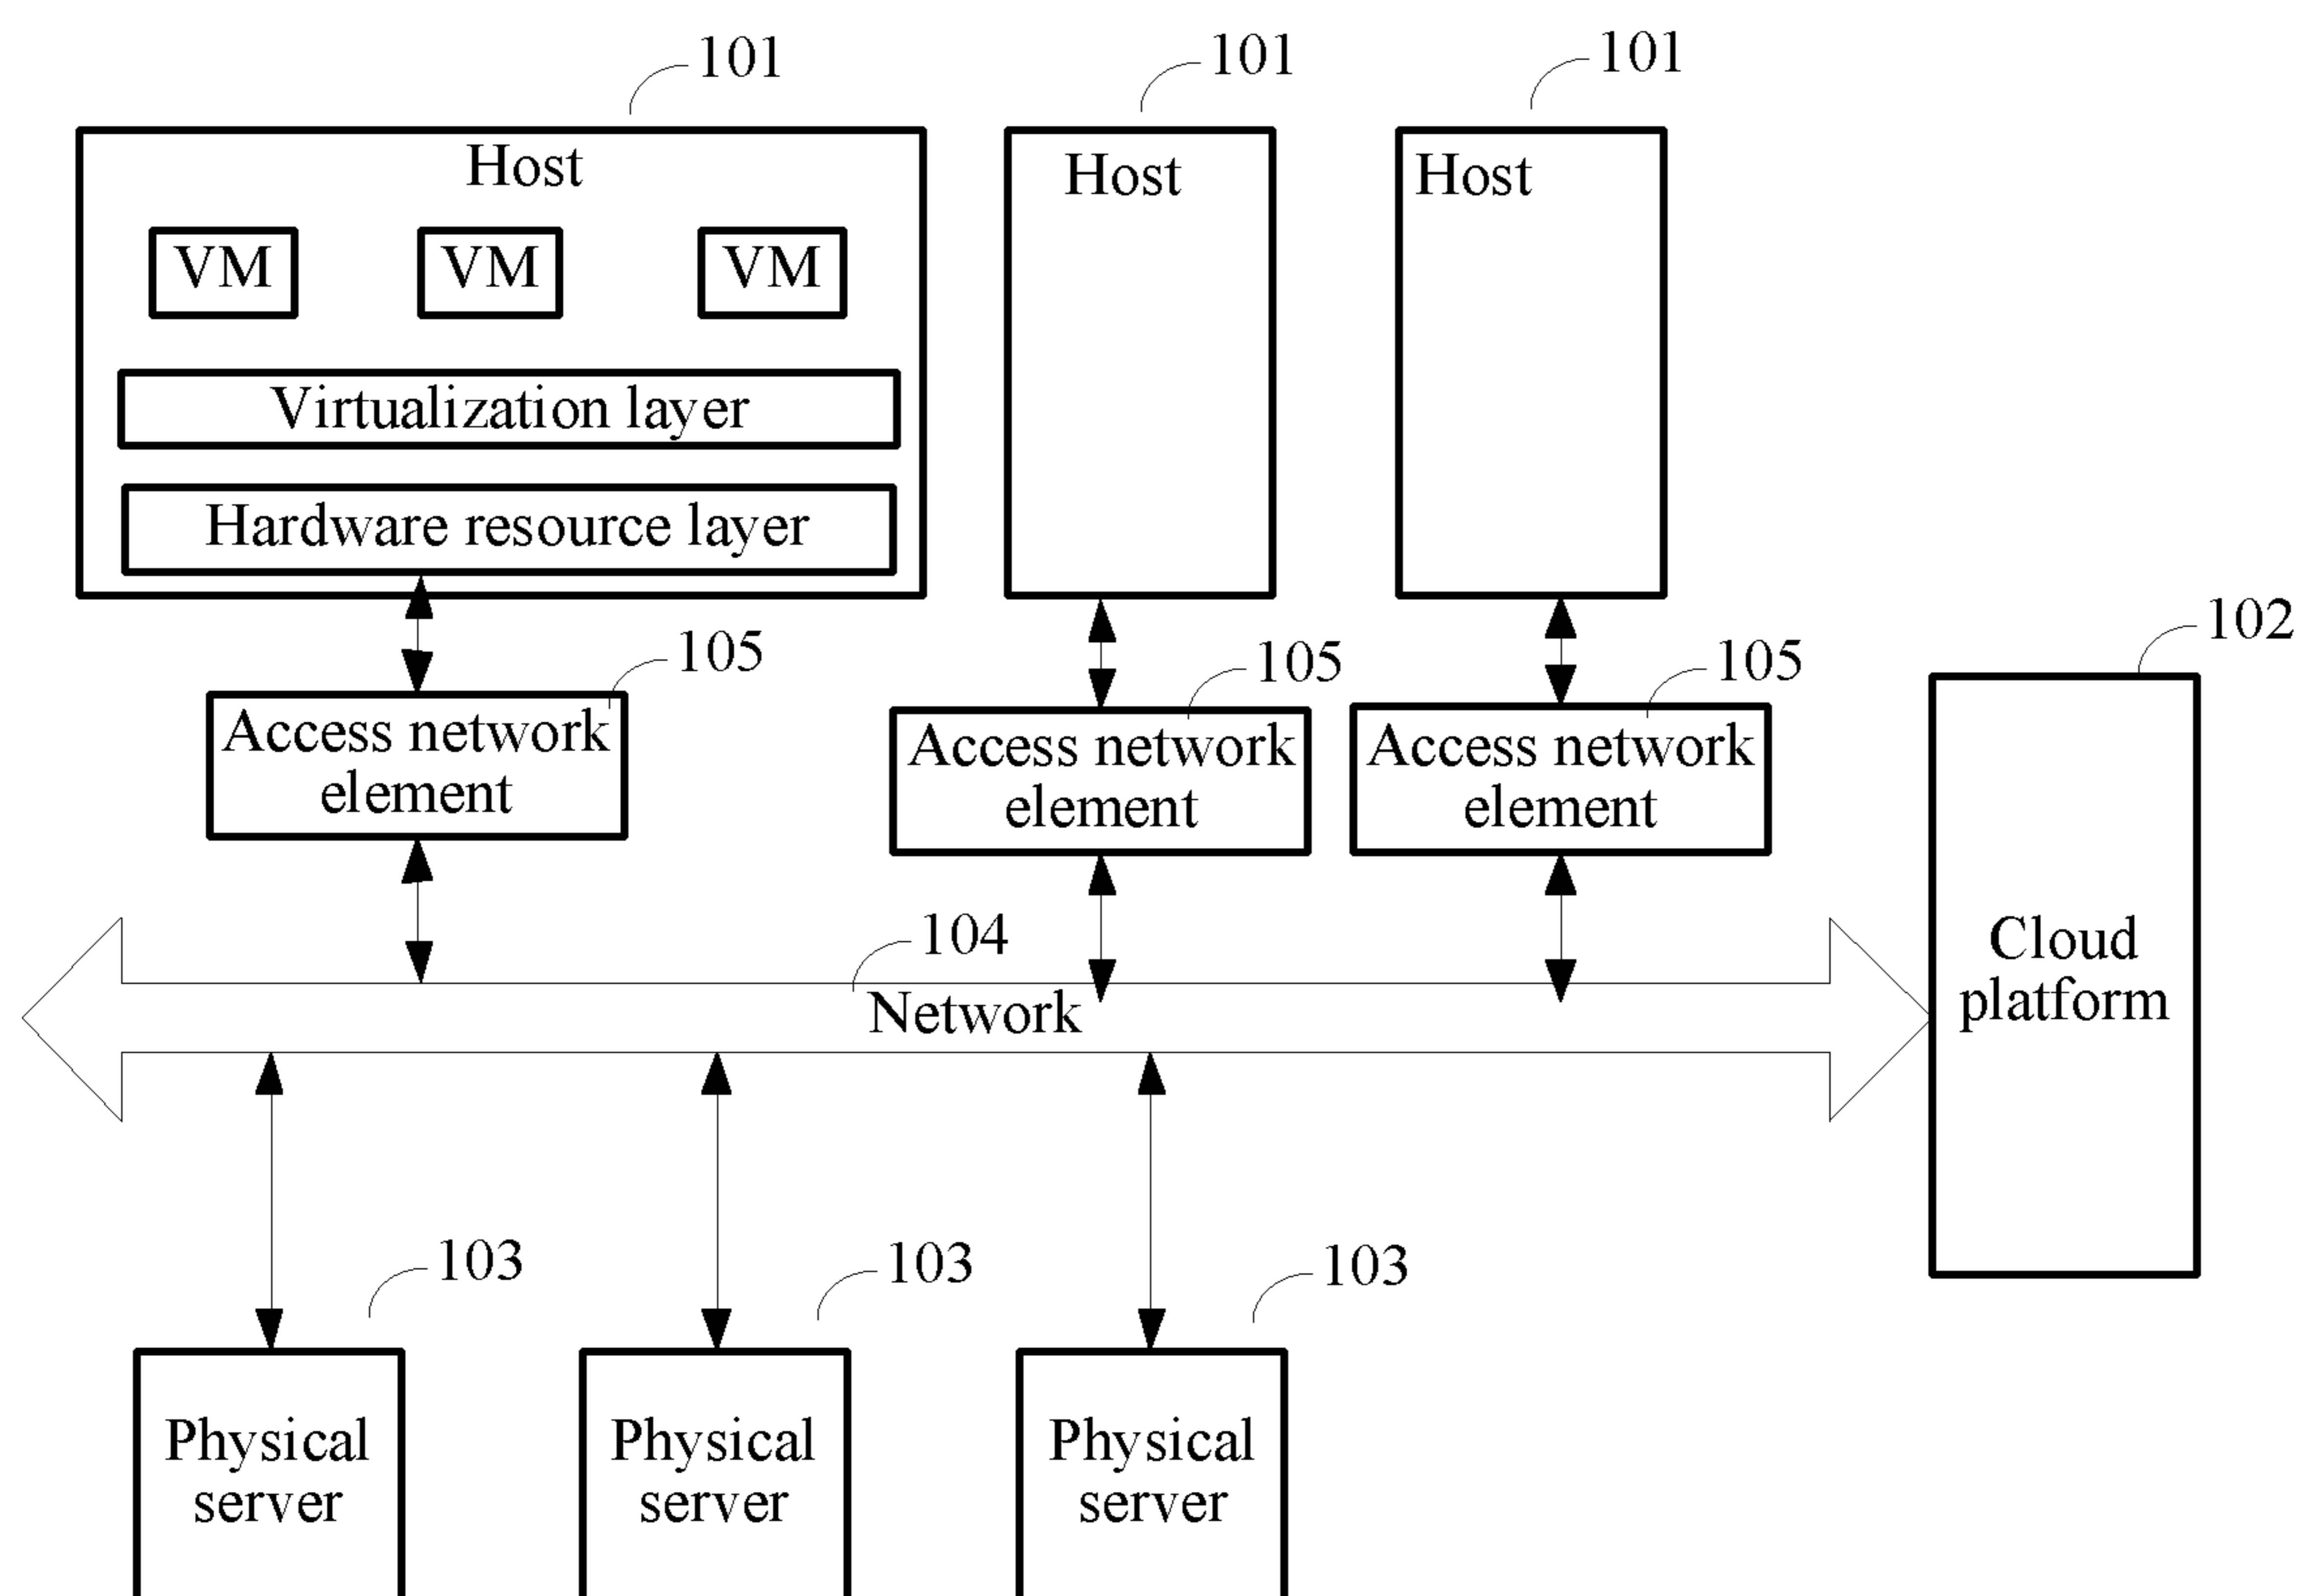 101
101
101
Host
Host
Host
VM
VM
VM
Virtualization layer
Hardware resource layer
105
105
105
102
Access network
element
Access network
element
Access network
element
Cloud
platform
104
Network
103
103
103
Physical
server
Physical
server
Physical
server